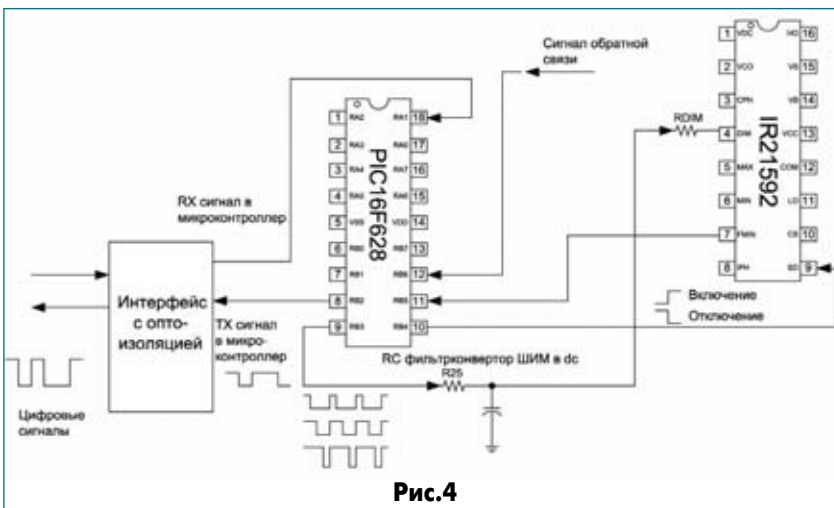 Сигнал обратной
связи
1 VDC HO 16
2 VCO VS 15
3 CPH VB 14
4 DIM VCC 13
5 MAX COM 12
6 MIN LO 11
7 FMIN CS 10
8 IPH SD 9
IR21592
RDIM
1 RA2 RA1 18
2 RA3 RA0 17
3 RA4 RA7 16
4 RA5 RA6 15
5 VSS VDD 14
6 RB0 RB7 13
7 RB1 RB6 12
8 RB2 RB5 11
9 RB3 RB4 10
PIC16F628
RX сигнал в
микроконтроллер
Интерфейс
с опто-
изоляцией
TX сигнал
в микро-
контроллер
Включение
Отключение
RC фильтрконвертор ШИМ в dc
R25
Цифровые
сигналы
Рис.4